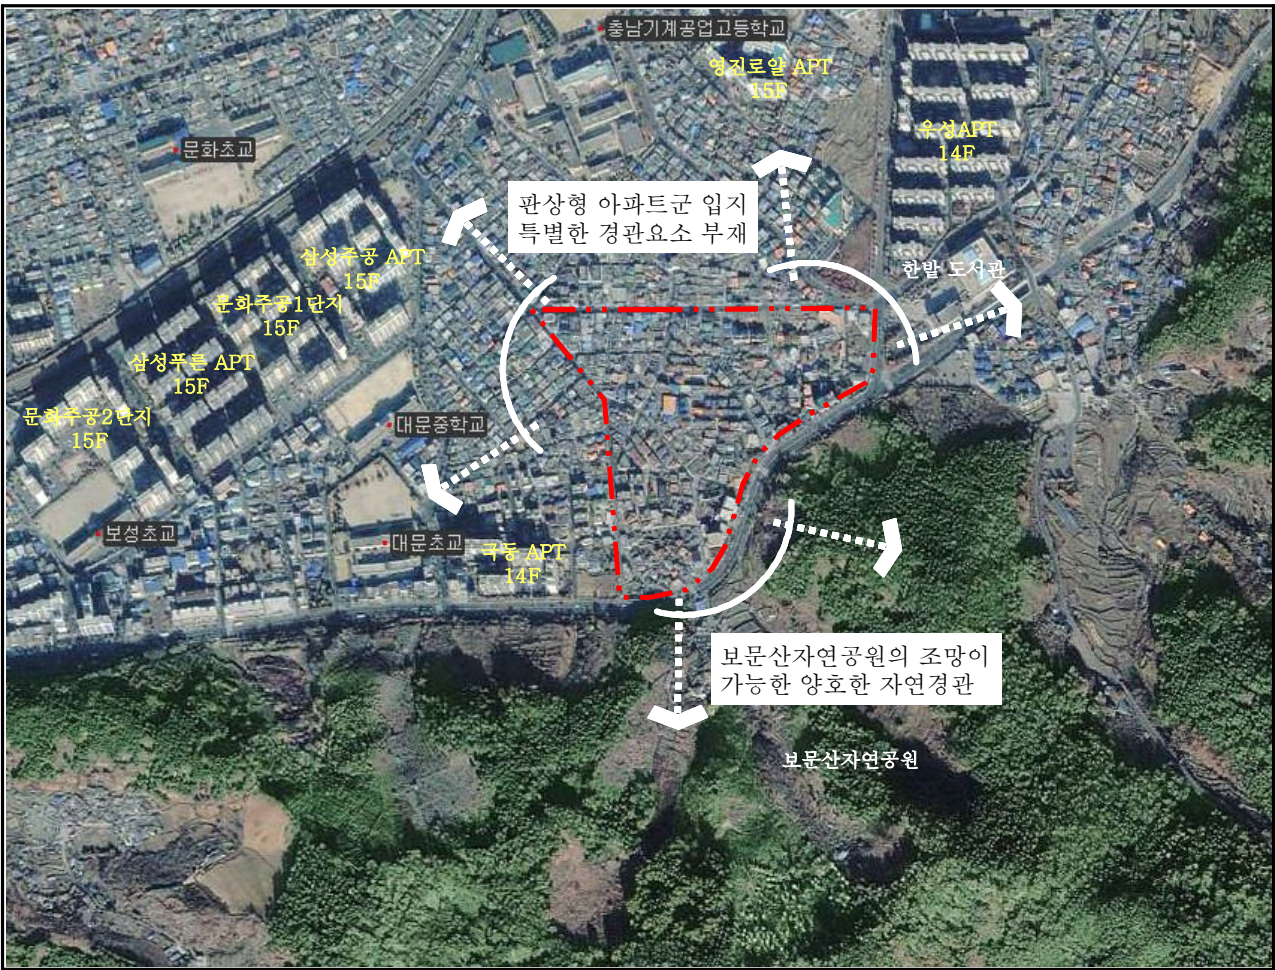 충남기계공업고등학교
영진로얄 APT
15F
우성APT
14F
문화초교
판상형 아파트군 입지
특별한 경관요소 부재
삼성주공 APT
15F
한밭 도서관
문화주공1단지
15F
삼성푸른 APT
15F
문화주공2단지
15F
대문중학교
보성초교
대문초교
극동 APT
14F
보문산자연공원의 조망이
가능한 양호한 자연경관
보문산자연공원